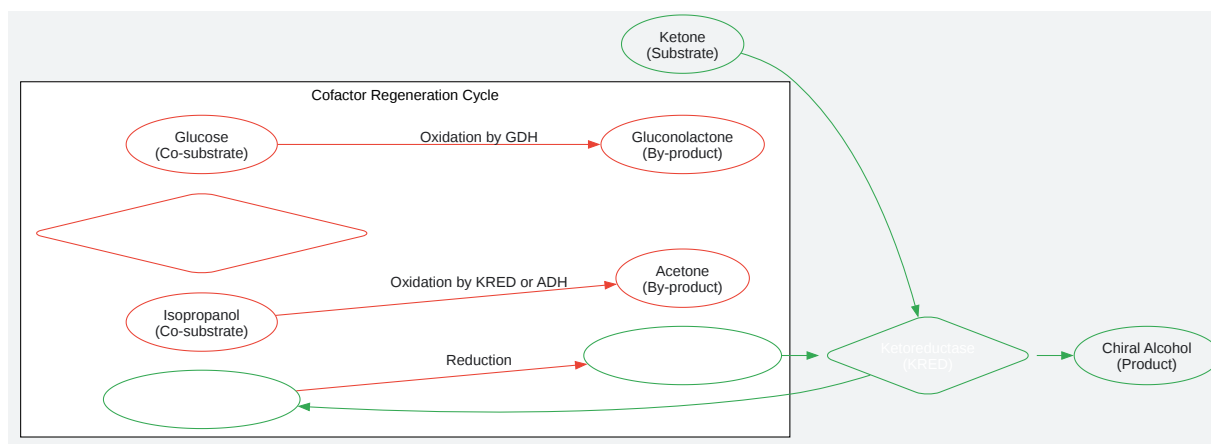 Ketone
(Substrate)
Cofactor Regeneration Cycle
Glucose
(Co-substrate)
Oxidation by GDH
Gluconolactone
(By-product)
Oxidation by KRED or ADH
Acetone
(By-product)
Isopropanol
(Co-substrate)
Reduction
Ketoreductase
(KRED)
Chiral Alcohol
(Product)